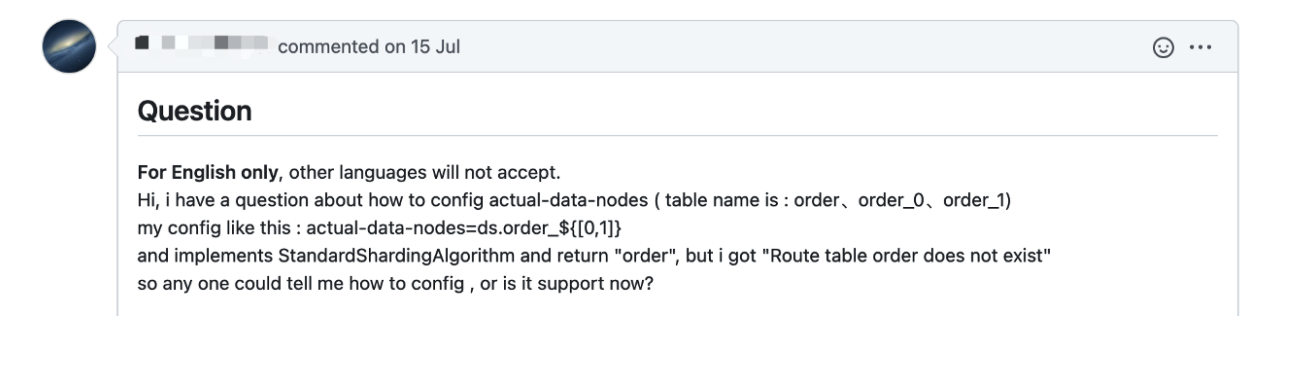 commented on 15 Jul
Question
For English only, other languages will not accept.
Hi, i have a question about how to config actual-data-nodes ( table name is : order、order_0、order_1)
my config like this : actual-data-nodes=ds.order_${[0,1]}
and implements StandardShardingAlgorithm and return "order", but i got "Route table order does not exist"
so any one could tell me how to config , or is it support now?